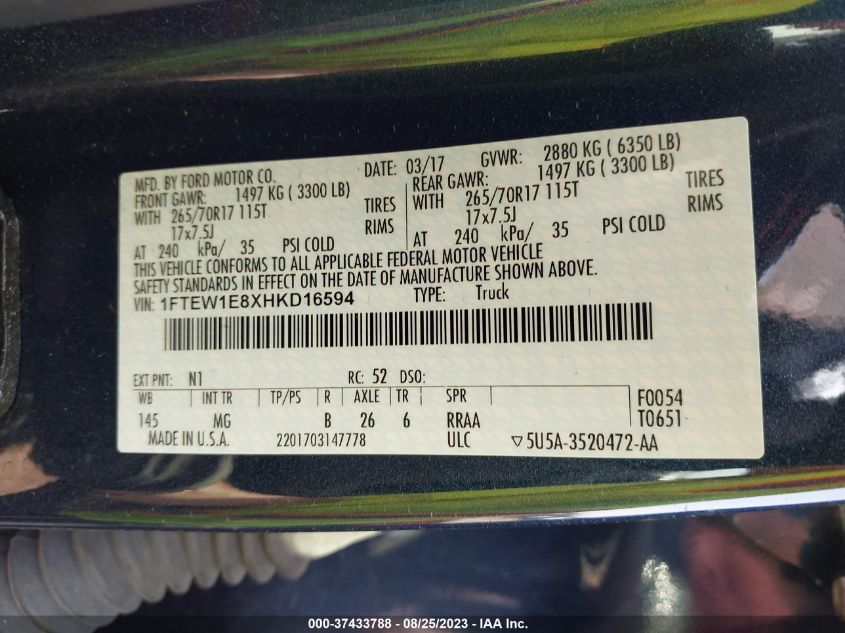 MFD. BY FORD MOTOR CO. DATE: 03/17 GVWR: 2880 KG ( 6350 LB)
FRONT GAWR: 1497 KG ( 3300 LB) REAR GAWR: 1497 KG ( 3300 LB)
WITH 265/70R17 115T TIRES WITH 265/70R17 115T TIRES
17x7.5J RIMS 17x7.5J RIMS
AT 240 kPa/ 35 PSI COLD AT 240 kPa/ 35 PSI COLD
THIS VEHICLE CONFORMS TO ALL APPLICABLE FEDERAL MOTOR VEHICLE
SAFETY STANDARDS IN EFFECT ON THE DATE OF MANUFACTURE SHOWN ABOVE.
VIN: 1FTEW1E8XHKD16594 TYPE: Truck
EXT PNT: N1 RC: 52 DSO:
WB INT TR TP/PS R AXLE TR SPR F0054
145 MG B 26 6 RRAA T0651
MADE IN U.S.A. 2201703147778 ULC ▽5U5A-3520472-AA
000-37433788 - 08/25/2023 - Copyright © 2023 IAA, Inc.